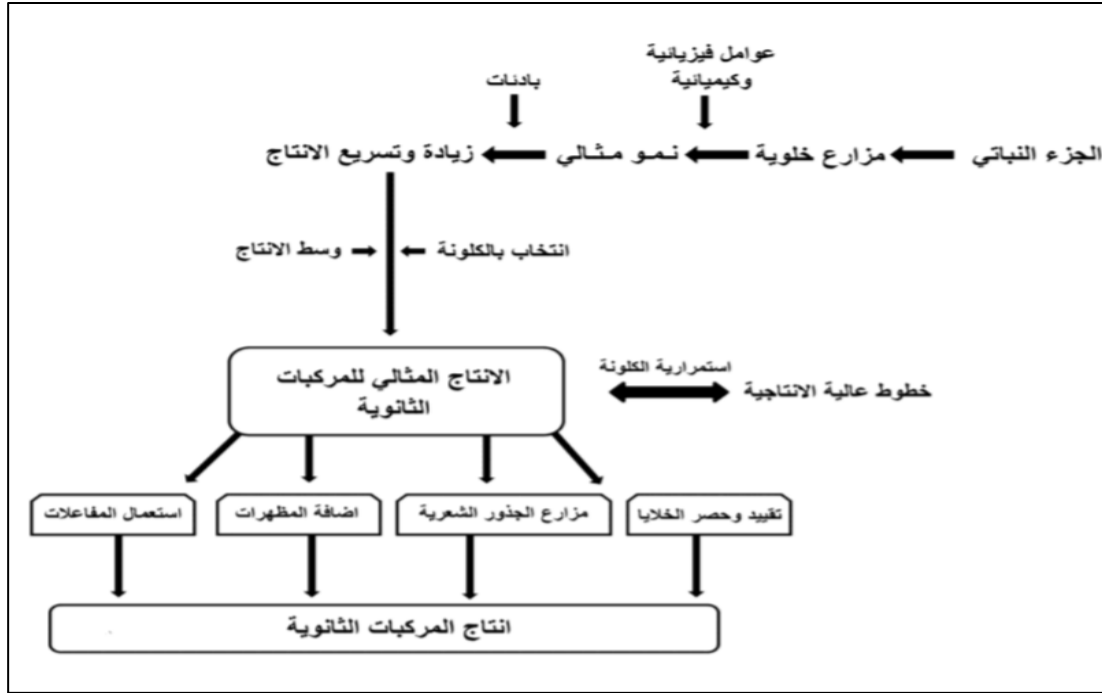 عوامل فيزيائية
وكيميائية
بادئات
الجزء النباتي
مزارع خلوية
نمو مثالي
زيادة وتسريع الانتاج
انتخاب بالكلونة
وسط الانتاج
الانتاج المثالي للمركبات
الثانوية
استمرارية الكلونة
خطوط عالية الانتاجية
تقييد وحصر الخلايا
مزارع الجذور الشعرية
اضافة المظهرات
استعمال المفاعلات
انتاج المركبات الثانوية